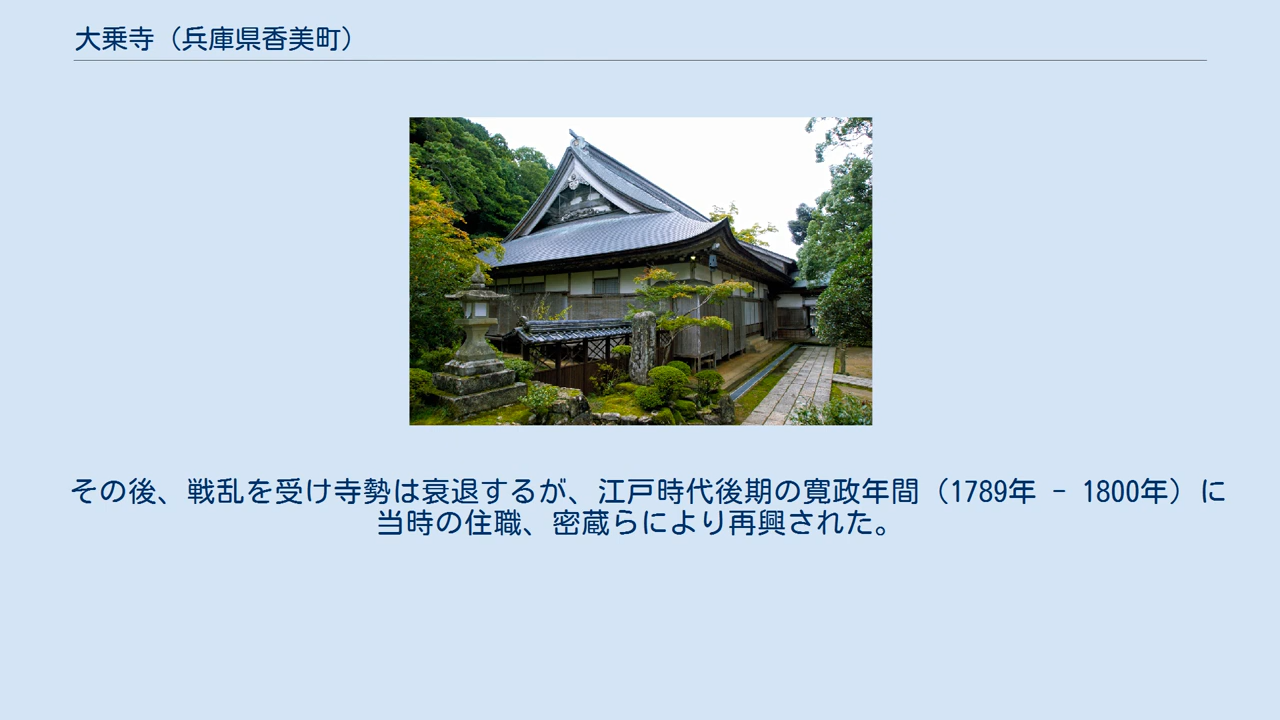 大乗寺（兵庫県香美町）
その後、戦乱を受け寺勢は衰退するが、江戸時代後期の寛政年間（1789年 - 1800年）に
当時の住職、密蔵らにより再興された。